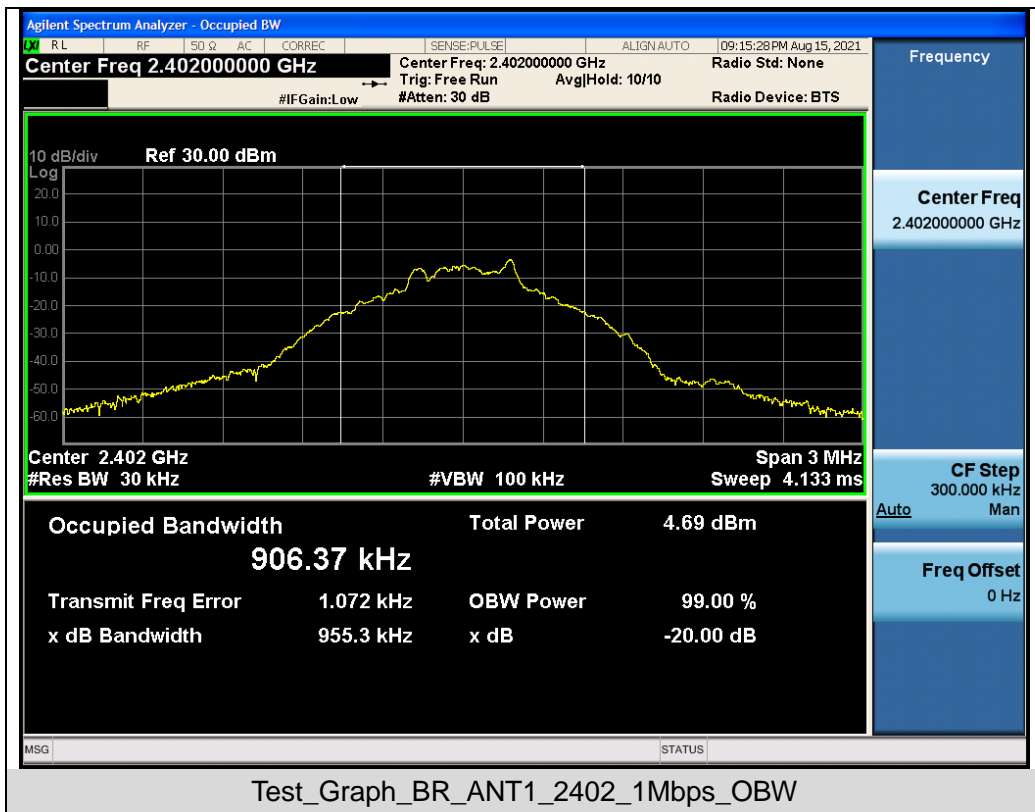 Agilent Spectrum Analyzer - Occupied BW
LXI RL RF 50 Ω AC CORREC SENSE:PULSE ALIGN AUTO 09:15:28 PM Aug 15, 2021
Center Freq 2.402000000 GHz
Center Freq: 2.402000000 GHz Radio Std: None
Trig: Free Run Avg|Hold: 10/10
#IFGain:Low #Atten: 30 dB Radio Device: BTS
10 dB/div Ref 30.00 dBm
Log
20.0
10.0
0.00
-10.0
-20.0
-30.0
-40.0
-50.0
-60.0
Center 2.402 GHz Span 3 MHz
#Res BW 30 kHz #VBW 100 kHz Sweep 4.133 ms
Occupied Bandwidth Total Power 4.69 dBm
906.37 kHz
Transmit Freq Error 1.072 kHz OBW Power 99.00 %
x dB Bandwidth 955.3 kHz x dB -20.00 dB
MSG STATUS
Frequency
Center Freq
2.402000000 GHz
CF Step
300.000 kHz
Auto Man
Freq Offset
0 Hz
Test_Graph_BR_ANT1_2402_1Mbps_OBW